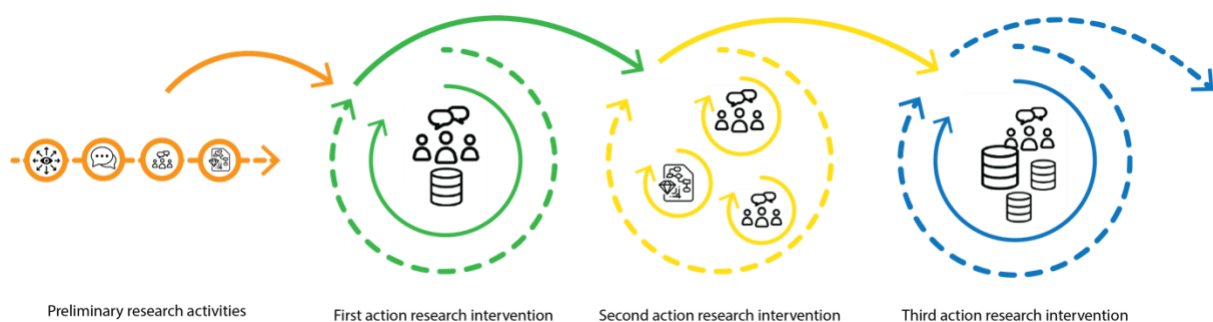 Preliminary research activities
First action research intervention
Second action research intervention
Third action research intervention